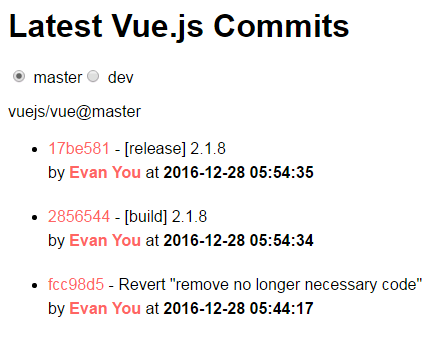 Latest Vue.js Commits
master dev
vuejs/vue@master
17be581 - [release] 2.1.8
by Evan You at 2016-12-28 05:54:35
2856544 - [build] 2.1.8
by Evan You at 2016-12-28 05:54:34
fcc98d5 - Revert "remove no longer necessary code"
by Evan You at 2016-12-28 05:44:17